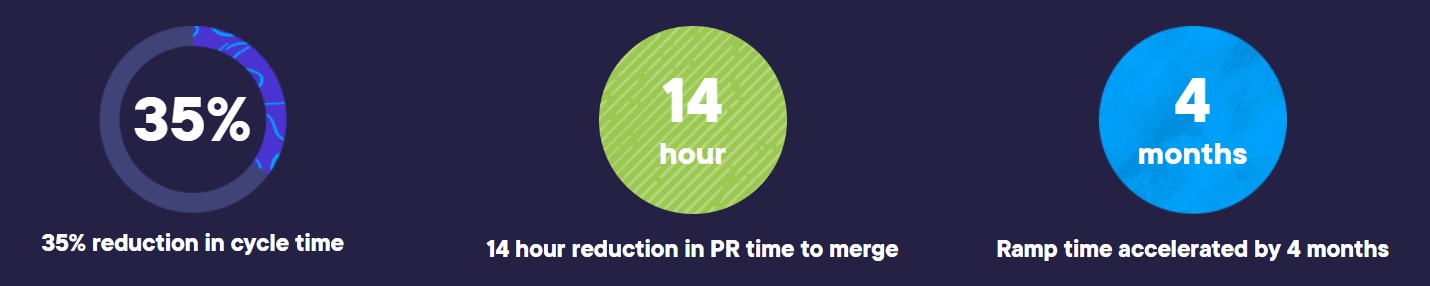 35%
35% reduction in cycle time
14
hour
14 hour reduction in PR time to merge
4
months
Ramp time accelerated by 4 months